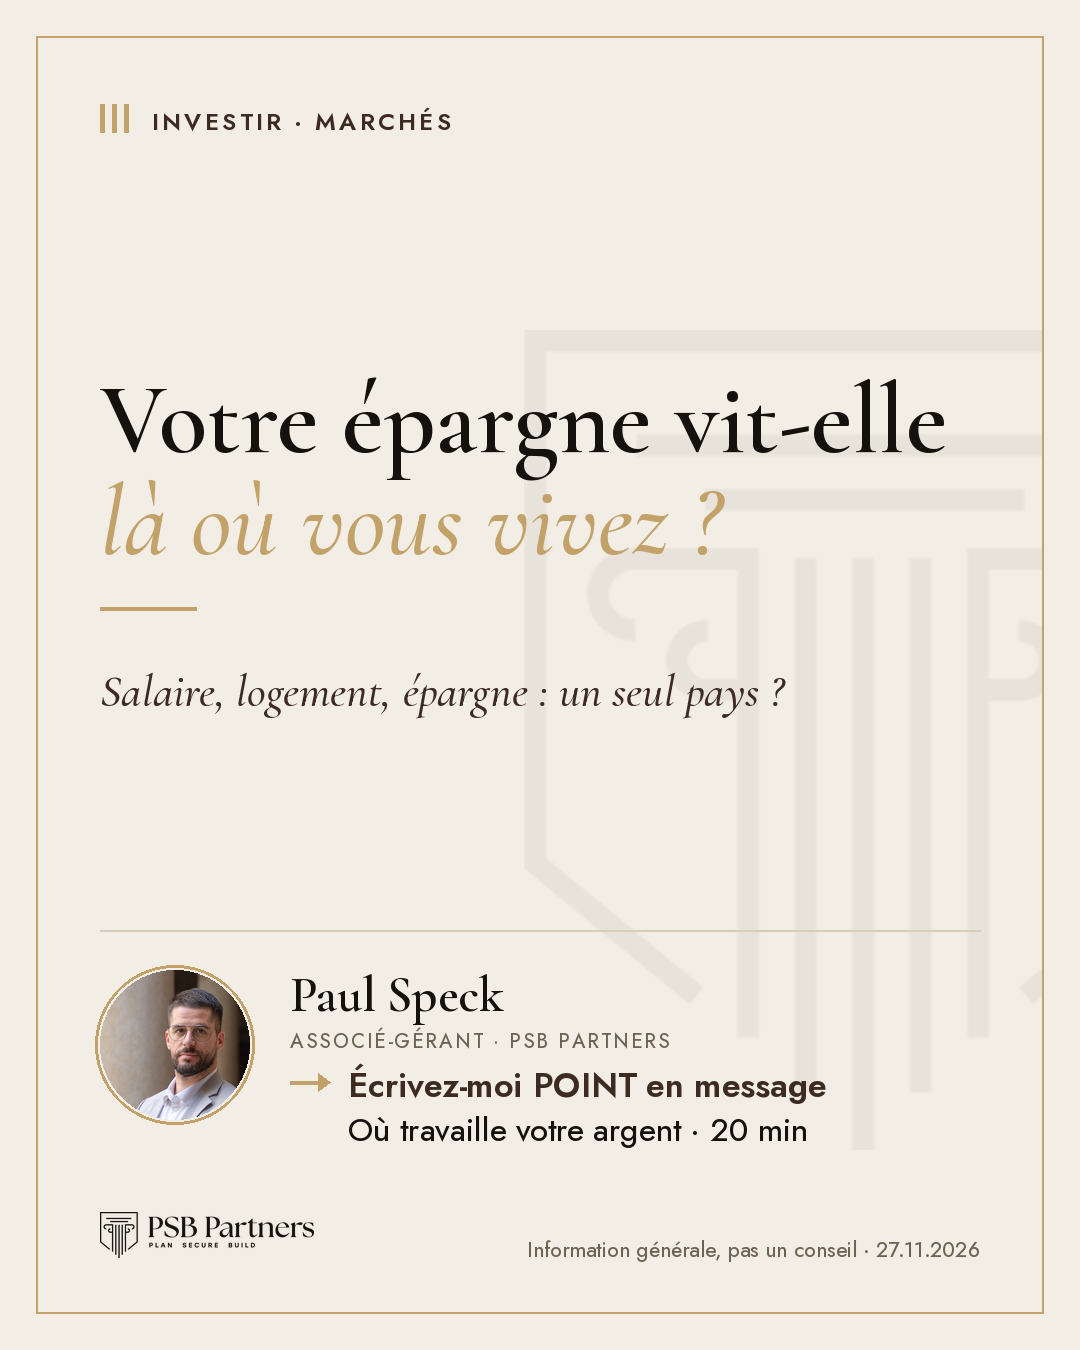 INVESTIR · MARCHÉS
Votre épargne vit-elle
là où vous vivez ?
Salaire, logement, épargne : un seul pays ?
Paul Speck
ASSOCIÉ-GÉRANT · PSB PARTNERS
Écrivez-moi POINT en message
Où travaille votre argent · 20 min
PSB Partners
PLAN SECURE BUILD
Information générale, pas un conseil · 27.11.2026